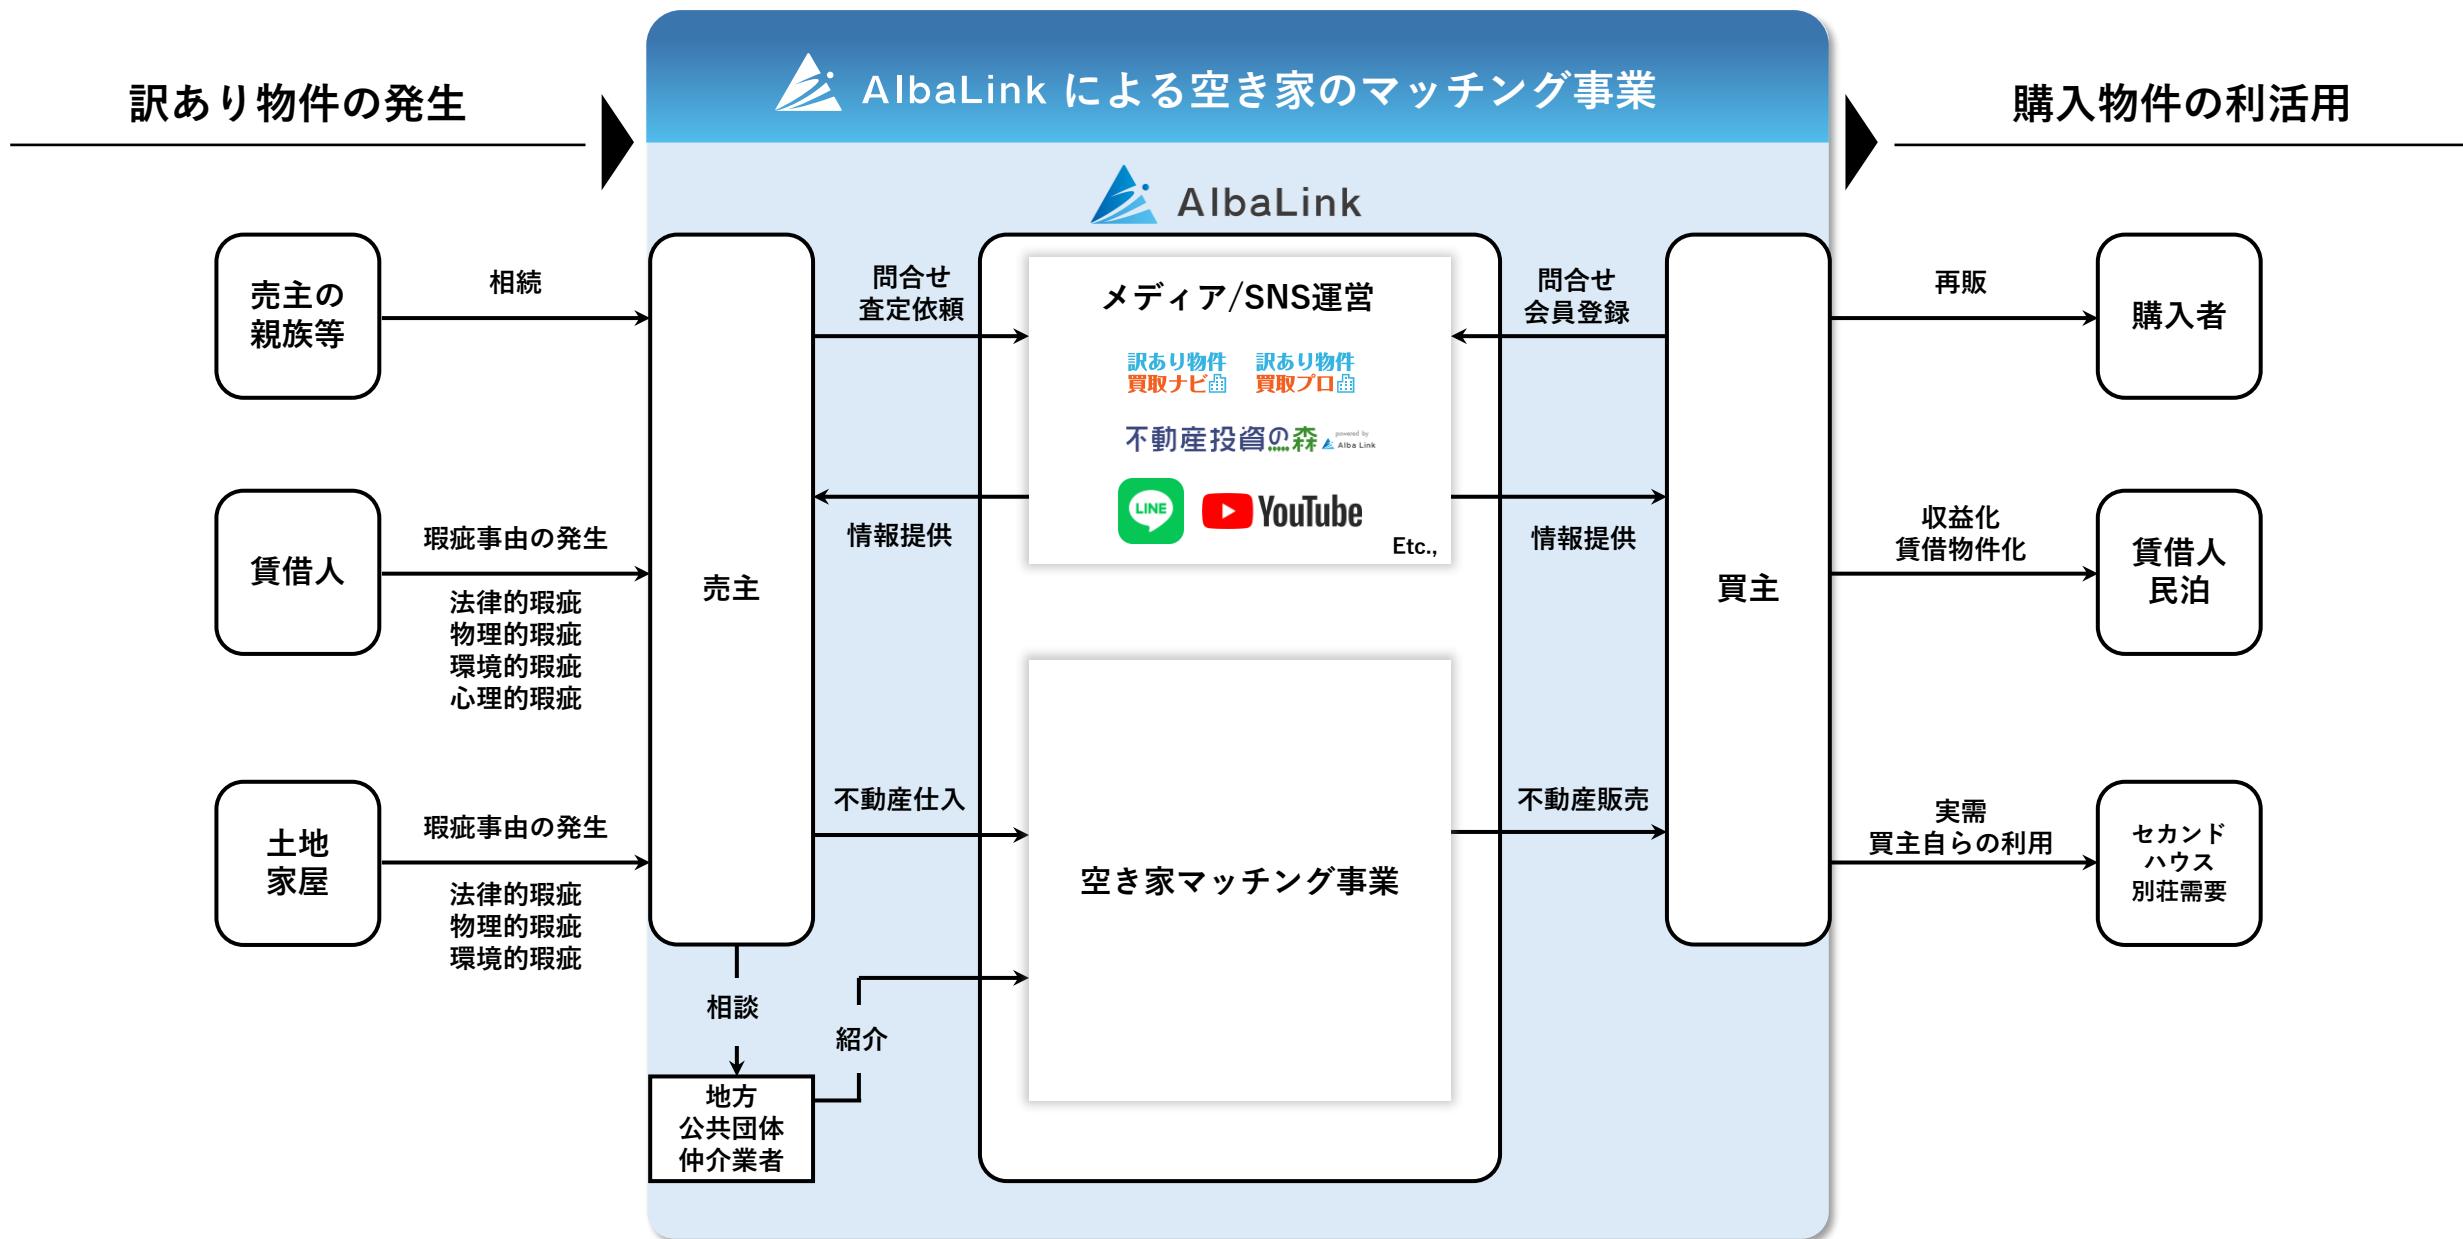 訳あり物件の発生
AlbaLink による空き家のマッチング事業
購入物件の利活用
AlbaLink
売主の
親族等
相続
賃借人
瑕疵事由の発生
法律的瑕疵
物理的瑕疵
環境的瑕疵
心理的瑕疵
土地
家屋
瑕疵事由の発生
法律的瑕疵
物理的瑕疵
環境的瑕疵
売主
問合せ
査定依頼
情報提供
不動産仕入
相談
紹介
地方
公共団体
仲介業者
メディア/SNS運営
訳あり物件
買取ナビ
訳あり物件
買取プロ
不動産投資の森
powered by
Alba Link
LINE
YouTube
Etc.,
空き家マッチング事業
問合せ
会員登録
情報提供
不動産販売
買主
再販
購入者
収益化
賃借物件化
賃借人
民泊
実需
買主自らの利用
セカンド
ハウス
別荘需要